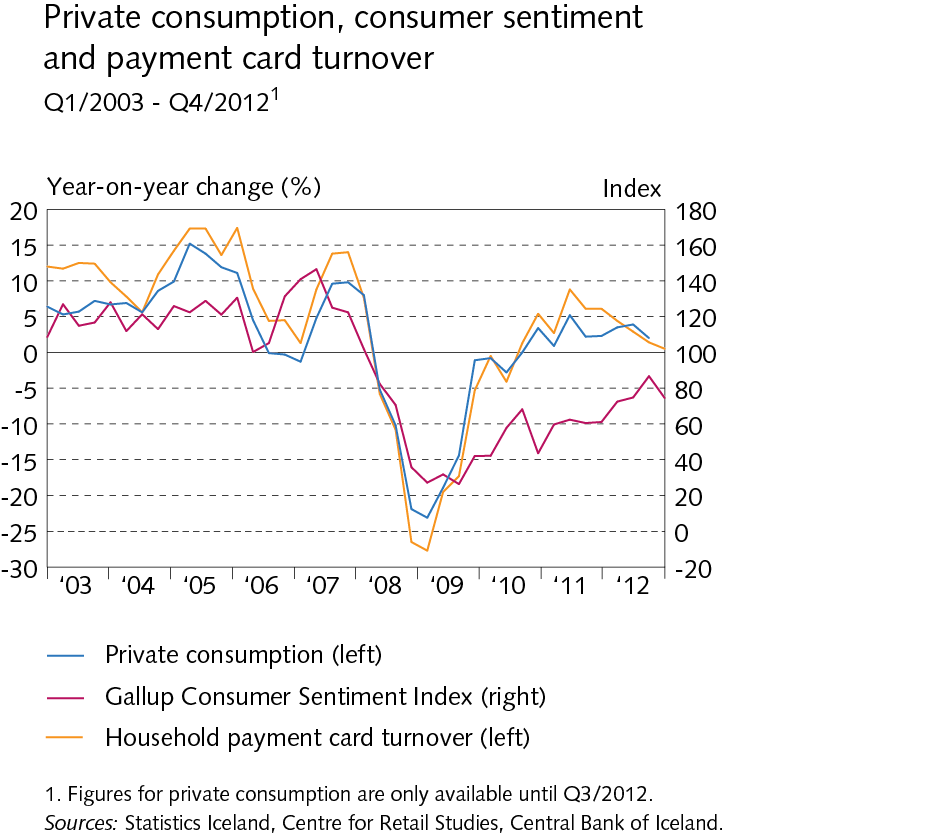 Private consumption, consumer sentiment
and payment card turnover
Q1/2003 - Q4/2012¹
Year-on-year change (%) Index
20 180
15 160
10 140
5 120
0 100
-5 80
-10 60
-15 40
-20 20
-25 0
-30 -20
‘03 ‘04 ‘05 ‘06 ‘07 ‘08 ‘09 ‘10 ‘11 ‘12
Private consumption (left)
Gallup Consumer Sentiment Index (right)
Household payment card turnover (left)
1. Figures for private consumption are only available until Q3/2012.
Sources: Statistics Iceland, Centre for Retail Studies, Central Bank of Iceland.